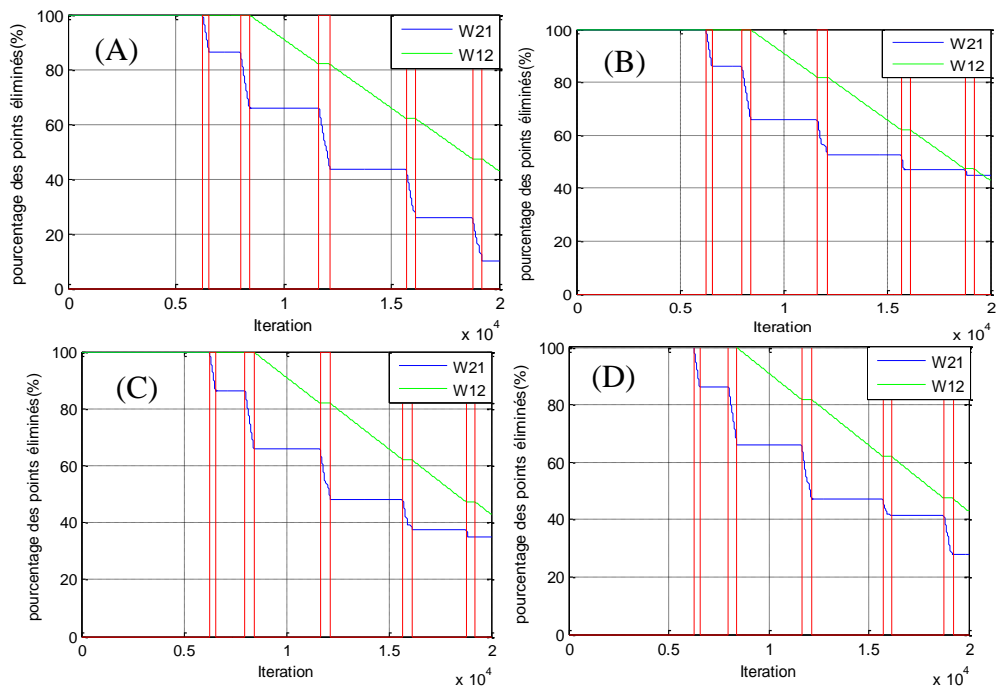 (A)
W21
W12
pourcentage des points éliminés(%)
100
80
60
40
20
0
0
0.5
1
1.5
2
x 10^4
Iteration
(B)
W21
W12
pourcentage des points éliminés(%)
100
80
60
40
20
0
0
0.5
1
1.5
2
x 10^4
Iteration
(C)
W21
W12
pourcentage des points éliminés(%)
100
80
60
40
20
0
0
0.5
1
1.5
2
x 10^4
Iteration
(D)
W21
W12
pourcentage des points éliminés(%)
100
80
60
40
20
0
0
0.5
1
1.5
2
x 10^4
Iteration